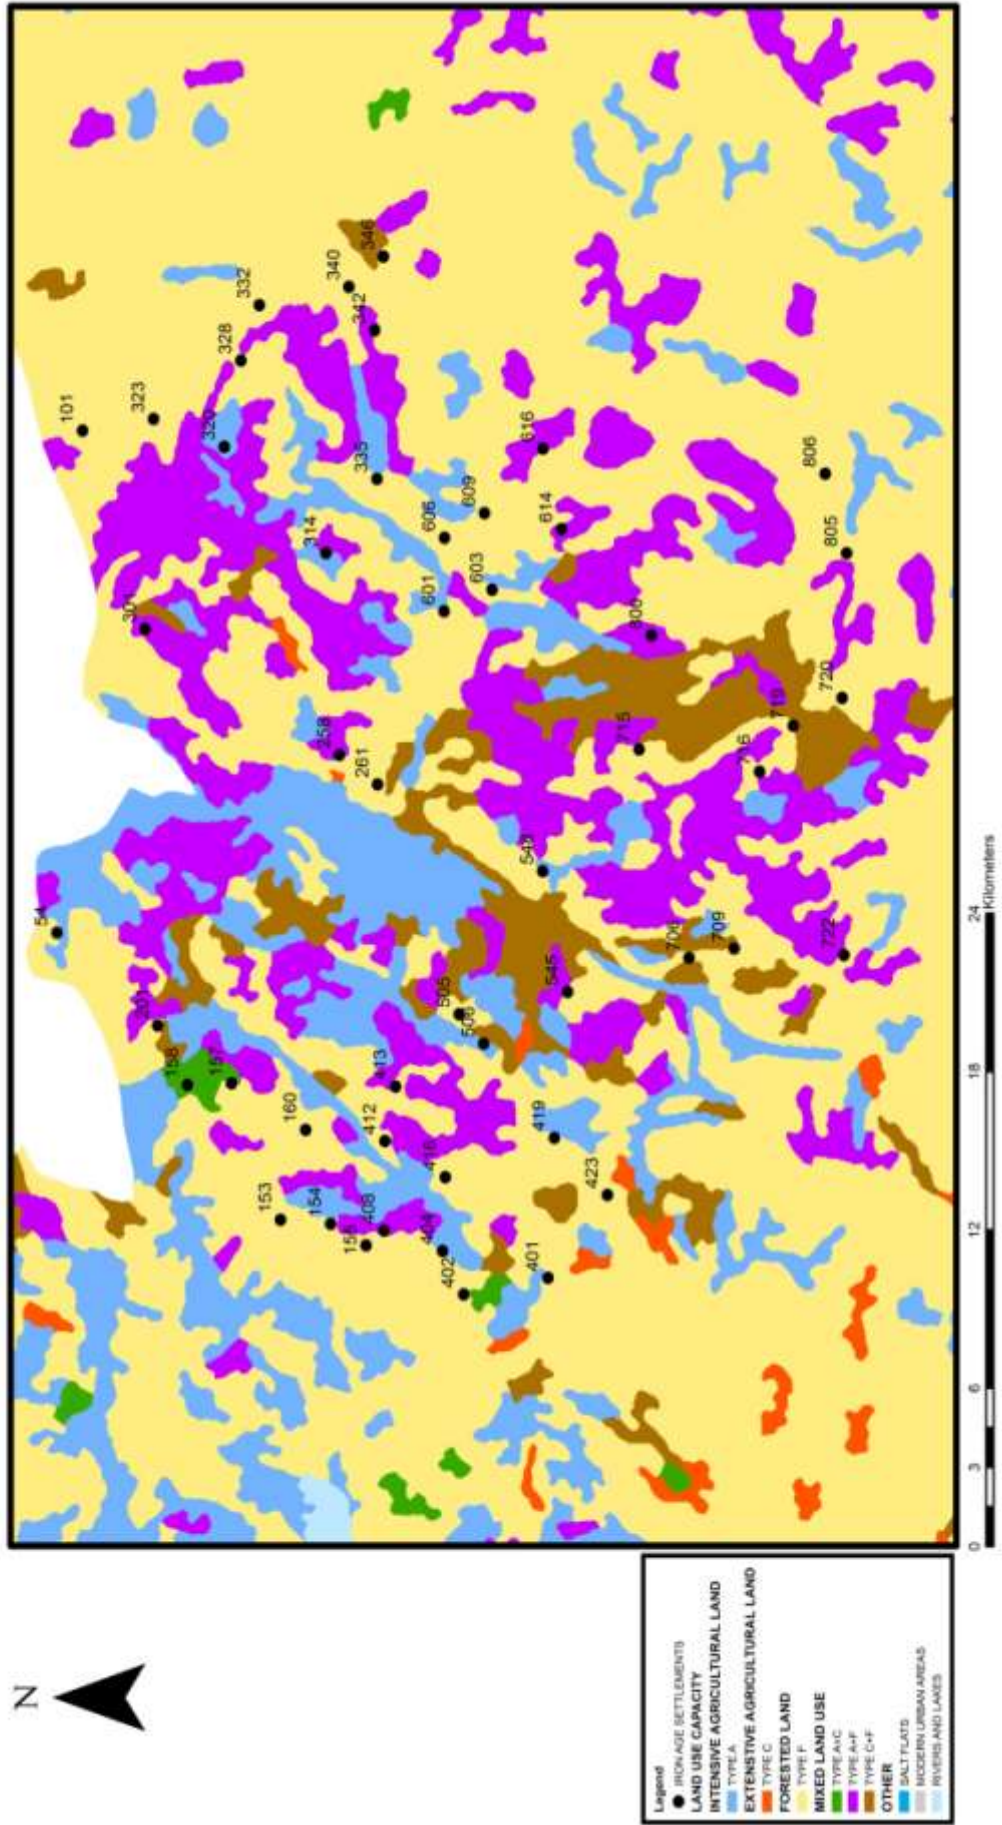 N
54
101
301
323
201
158
157
320
328
332
153
160
314
340
258
154
155
261
335
342
346
408
412
413
601
606
416
404
402
505
506
603
609
401
419
545
614
616
423
715
706
709
716
719
720
722
805
806
Legend
IRON AGE SETTLEMENTS
LAND USE CAPACITY
INTENSIVE AGRICULTURAL LAND
TYPE A
EXTENSTIVE AGRICULTURAL LAND
TYPE C
FORESTED LAND
TYPE F
MIXED LAND USE
TYPE A+C
TYPE A+F
TYPE C+F
OTHER
SALT FLATS
MODERN URBAN AREAS
RIVERS AND LAKES
0 3 6 12 18 24
Kilometers